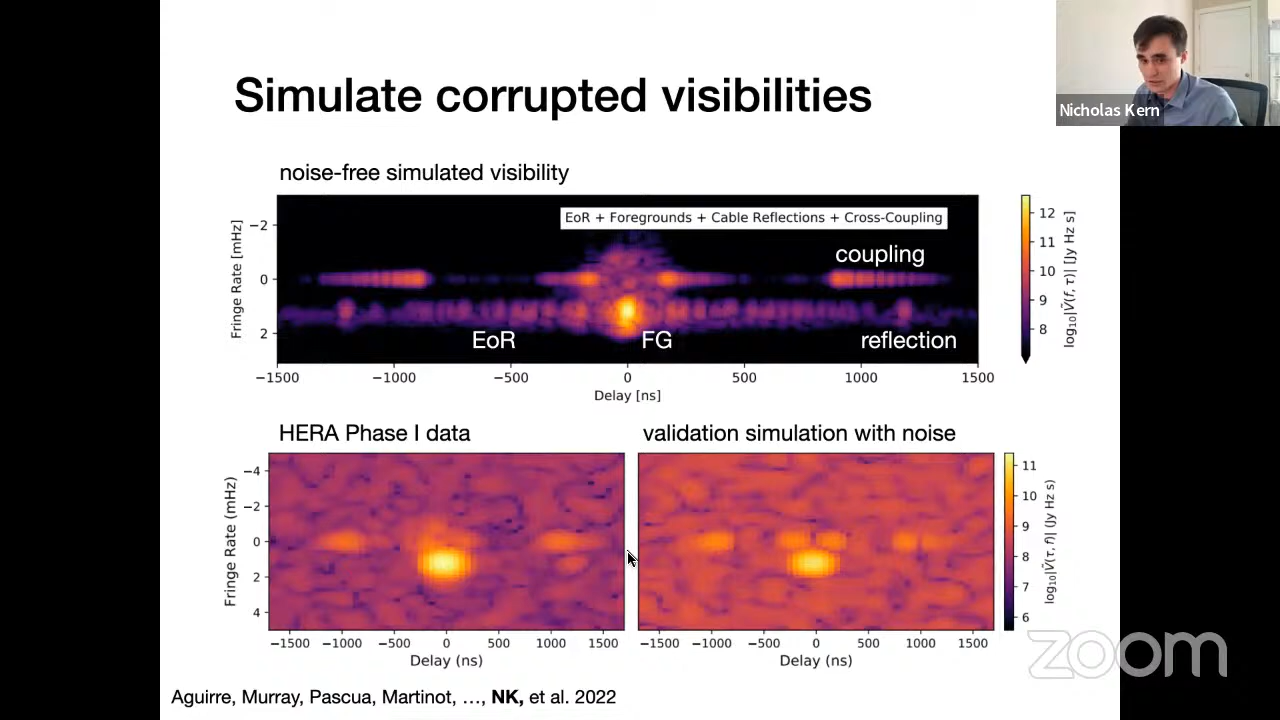 Simulate corrupted visibilities
Nicholas Kern
noise-free simulated visibility
EoR + Foregrounds + Cable Reflections + Cross-Coupling
coupling
EoR
FG
reflection
Fringe Rate [mHz]
−2
0
2
−1500 −1000 −500 0 500 1000 1500
Delay [ns]
12
11
10
9
8
log₁₀|Ṽ(f, τ)| [Jy Hz s]
HERA Phase I data
Fringe Rate (mHz)
−4
−2
0
2
4
−1500 −1000 −500 0 500 1000 1500
Delay (ns)
validation simulation with noise
−1500 −1000 −500 0 500 1000 1500
Delay (ns)
11
10
9
8
7
6
log₁₀|Ṽ(τ, f)| (Jy Hz s)
Aguirre, Murray, Pascua, Martinot, …, NK, et al. 2022
zoom